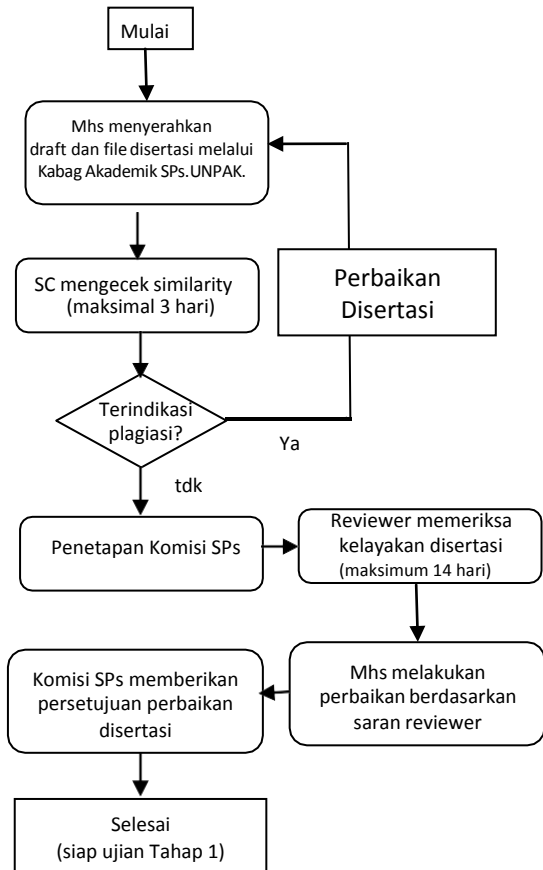 Mulai
Mhs menyerahkan
draft dan file disertasi melalui
Kabag Akademik SPs.UNPAK.
SC mengecek similarity
(maksimal 3 hari)
Perbaikan
Disertasi
Terindikasi
plagiasi?
Ya
tdk
Penetapan Komisi SPs
Reviewer memeriksa
kelayakan disertasi
(maksimum 14 hari)
Mhs melakukan
perbaikan berdasarkan
saran reviewer
Komisi SPs memberikan
persetujuan perbaikan
disertasi
Selesai
(siap ujian Tahap 1)